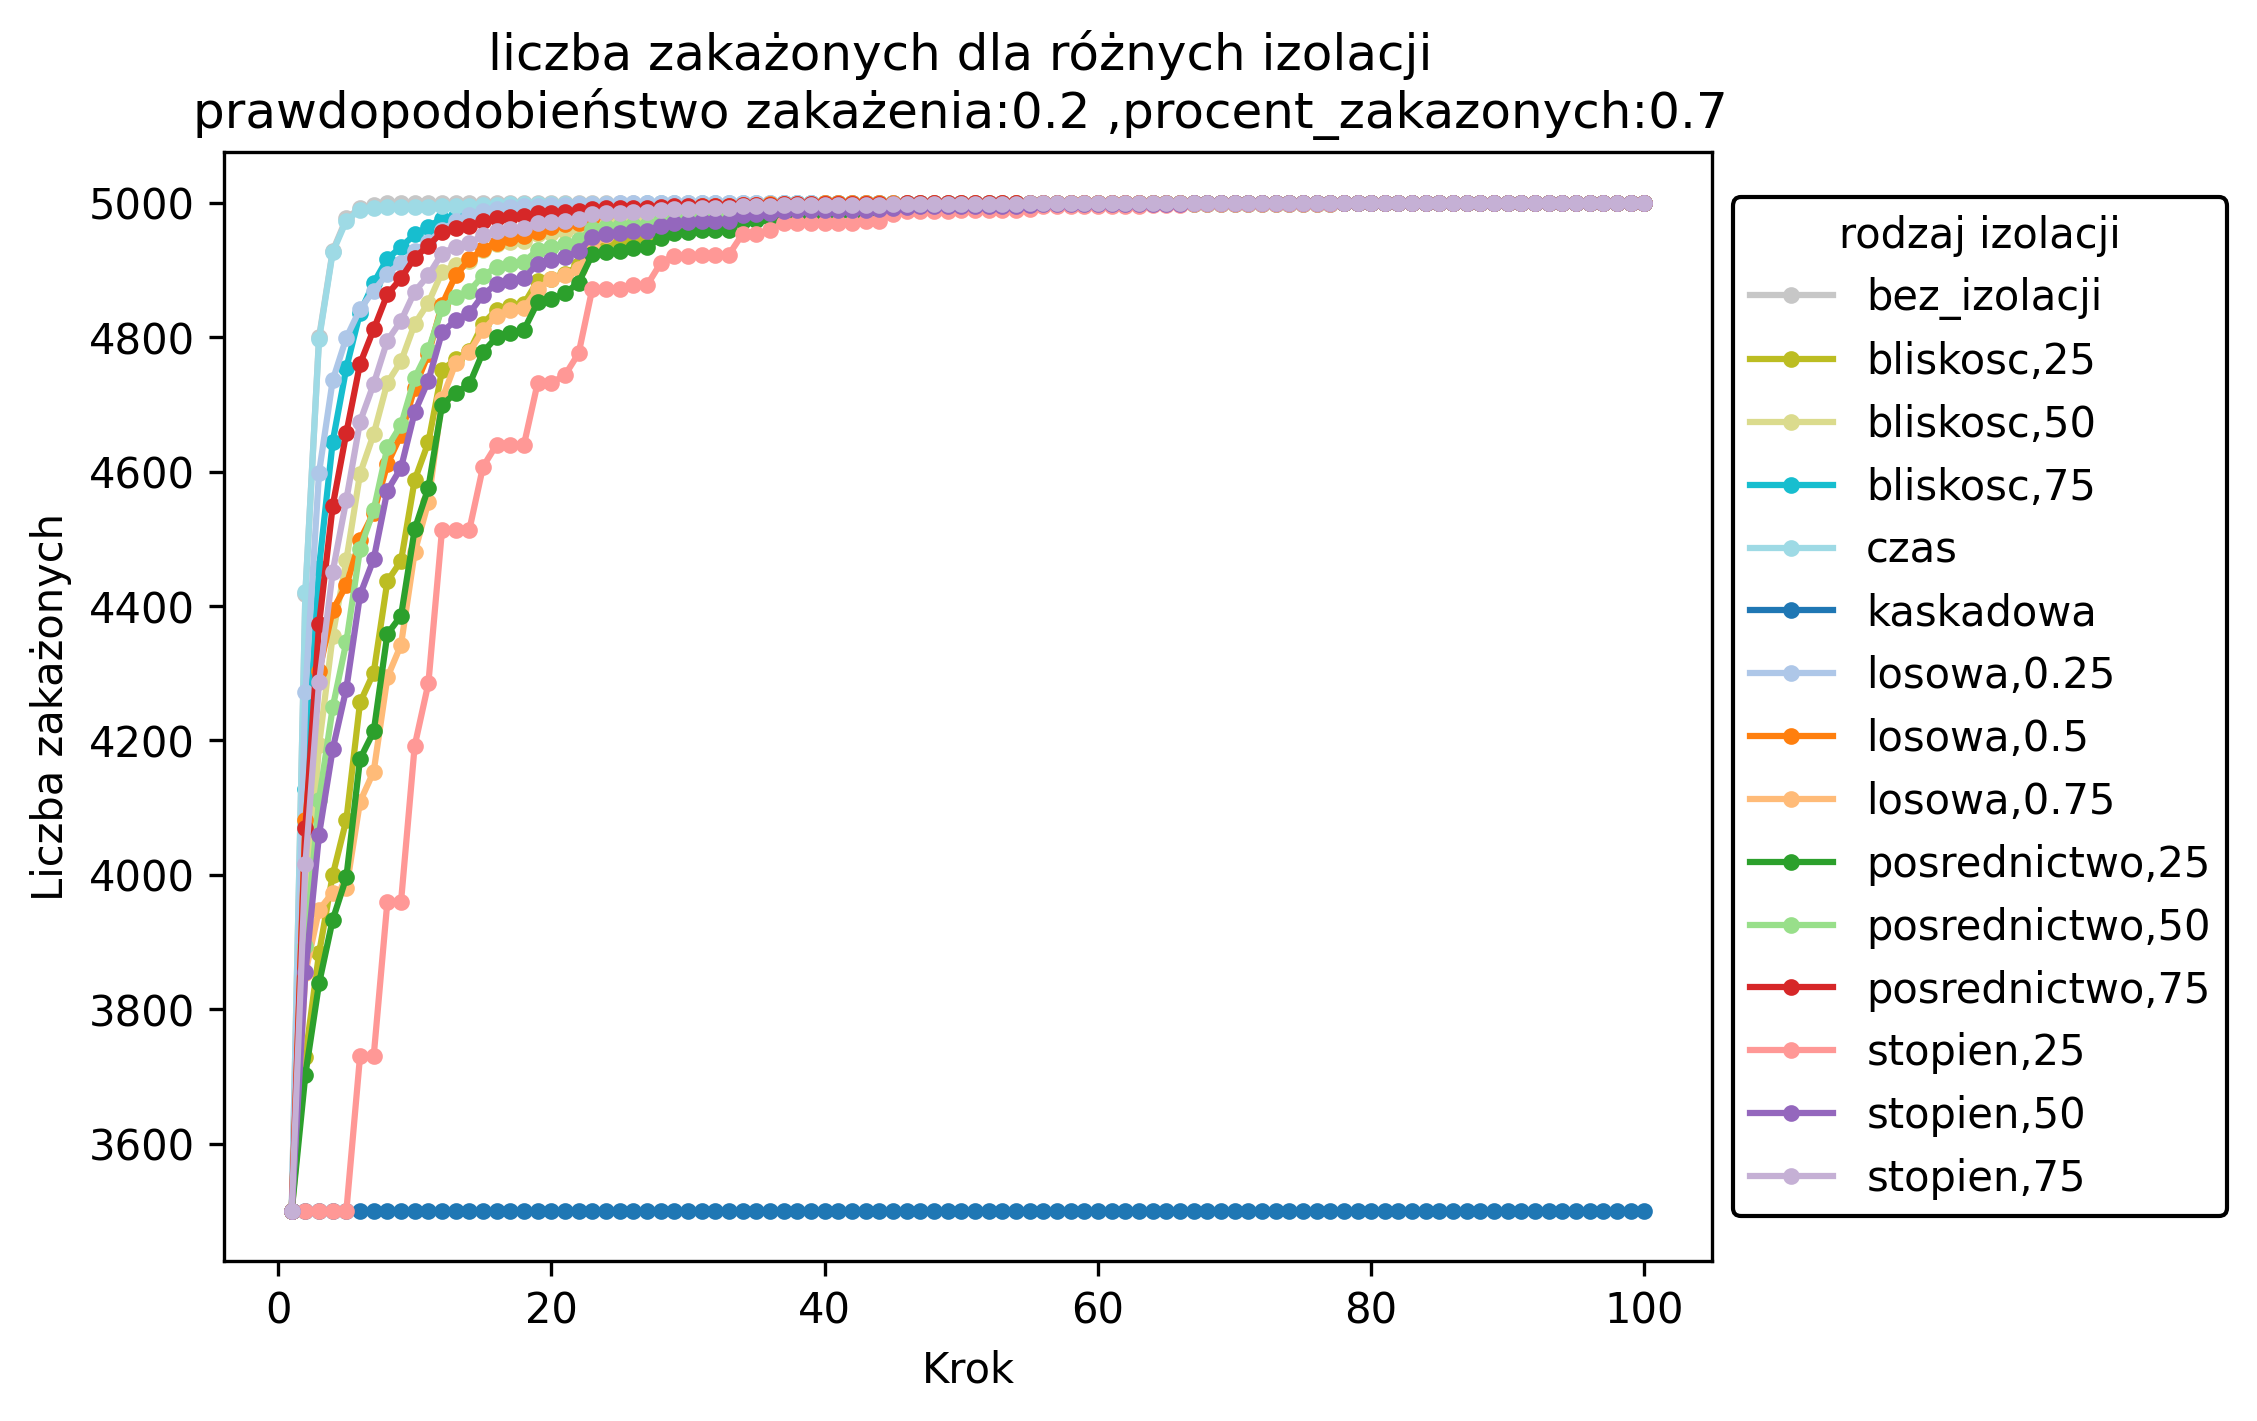 liczba zakażonych dla różnych izolacji
prawdopodobieństwo zakażenia:0.2 ,procent_zakazonych:0.7
Liczba zakażonych
5000
4800
4600
4400
4200
4000
3800
3600
0
20
40
60
80
100
Krok
rodzaj izolacji
bez_izolacji
bliskosc,25
bliskosc,50
bliskosc,75
czas
kaskadowa
losowa,0.25
losowa,0.5
losowa,0.75
posrednictwo,25
posrednictwo,50
posrednictwo,75
stopien,25
stopien,50
stopien,75